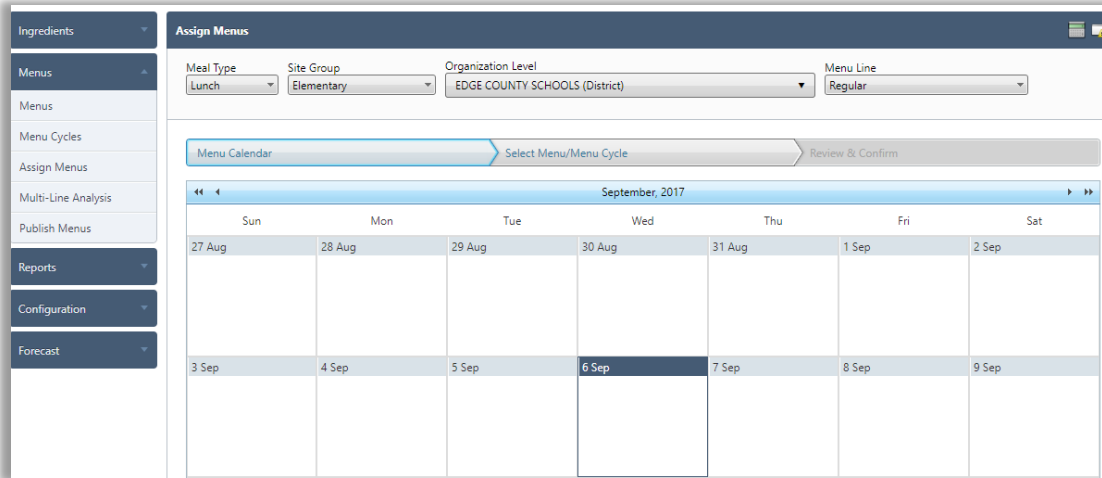 Ingredients
Menus
Menus
Menu Cycles
Assign Menus
Multi-Line Analysis
Publish Menus
Reports
Configuration
Forecast
Assign Menus
Meal Type Site Group Organization Level Menu Line
Lunch Elementary EDGE COUNTY SCHOOLS (District) Regular
Menu Calendar Select Menu/Menu Cycle Review & Confirm
September, 2017
Sun Mon Tue Wed Thu Fri Sat
27 Aug 28 Aug 29 Aug 30 Aug 31 Aug 1 Sep 2 Sep
3 Sep 4 Sep 5 Sep 6 Sep 7 Sep 8 Sep 9 Sep